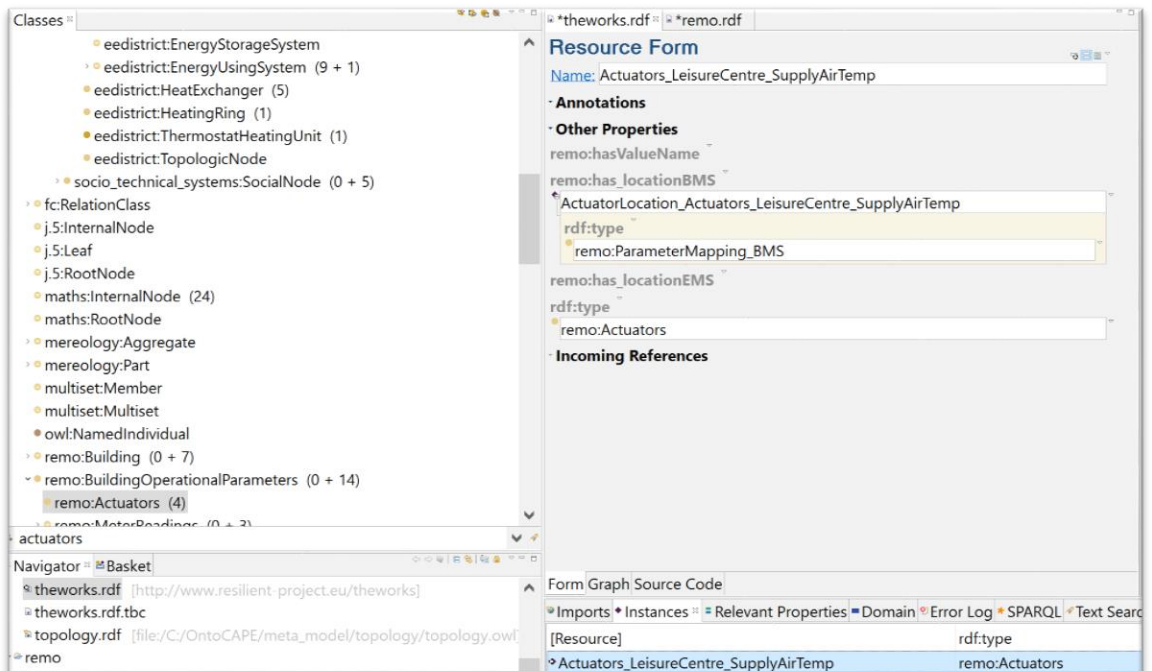 Classes
eedistrict:EnergyStorageSystem
eedistrict:EnergyUsingSystem (9 + 1)
eedistrict:HeatExchanger (5)
eedistrict:HeatingRing (1)
eedistrict:ThermostatHeatingUnit (1)
eedistrict:TopologicNode
socio_technical_systems:SocialNode (0 + 5)
fc:RelationClass
j.5:InternalNode
j.5:Leaf
j.5:RootNode
maths:InternalNode (24)
maths:RootNode
mereology:Aggregate
mereology:Part
multiset:Member
multiset:Multiset
owl:NamedIndividual
remo:Building (0 + 7)
remo:BuildingOperationalParameters (0 + 14)
remo:Actuators (4)
remo:MeterReadings (0 + 3)
actuators
Navigator Basket
theworks.rdf [http://www.resilient-project.eu/theworks]
theworks.rdf.tbc
topology.rdf [file:/C:/OntoCAPE/meta_model/topology/topology.owl]
remo
*theworks.rdf *remo.rdf
Resource Form
Name: Actuators_LeisureCentre_SupplyAirTemp
Annotations
Other Properties
remo:hasValueName
remo:has_locationBMS
ActuatorLocation_Actuators_LeisureCentre_SupplyAirTemp
rdf:type
remo:ParameterMapping_BMS
remo:has_locationEMS
rdf:type
remo:Actuators
Incoming References
Form Graph Source Code
Imports Instances Relevant Properties Domain Error Log SPARQL Text Searc
[Resource] rdf:type
Actuators_LeisureCentre_SupplyAirTemp remo:Actuators